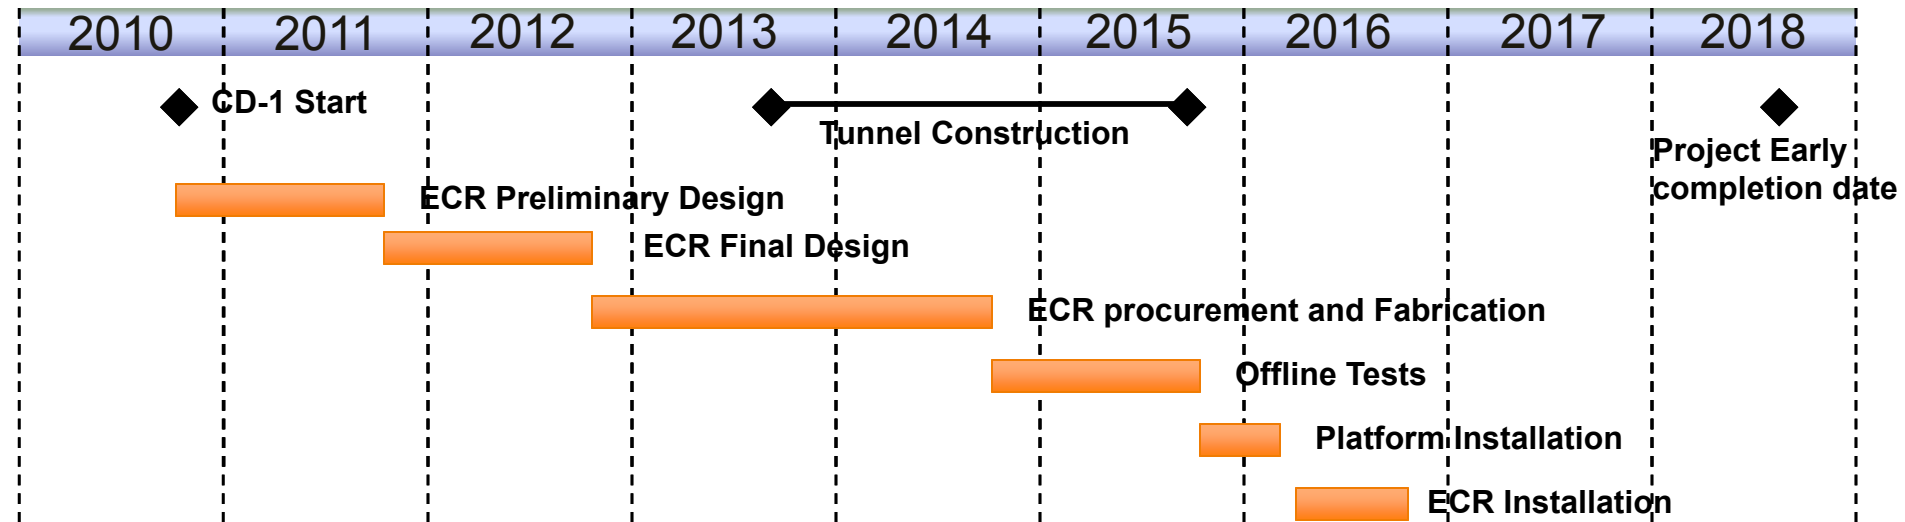 2010 2011 2012 2013 2014 2015 2016 2017 2018
CD-1 Start
Tunnel Construction
Project Early
completion date
ECR Preliminary Design
ECR Final Design
ECR procurement and Fabrication
Offline Tests
Platform Installation
ECR Installation